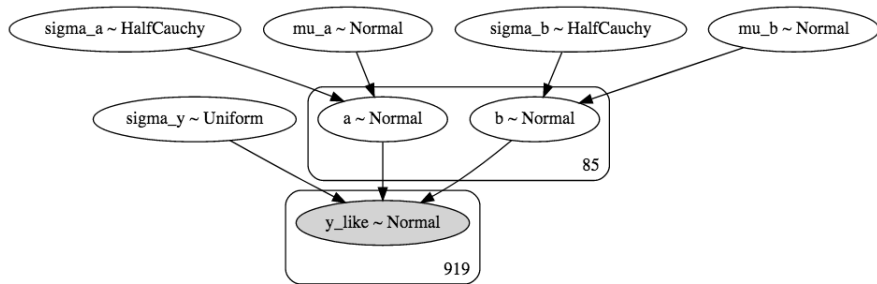 sigma_a ~ HalfCauchy
mu_a ~ Normal
sigma_b ~ HalfCauchy
mu_b ~ Normal
sigma_y ~ Uniform
a ~ Normal
b ~ Normal
85
y_like ~ Normal
919